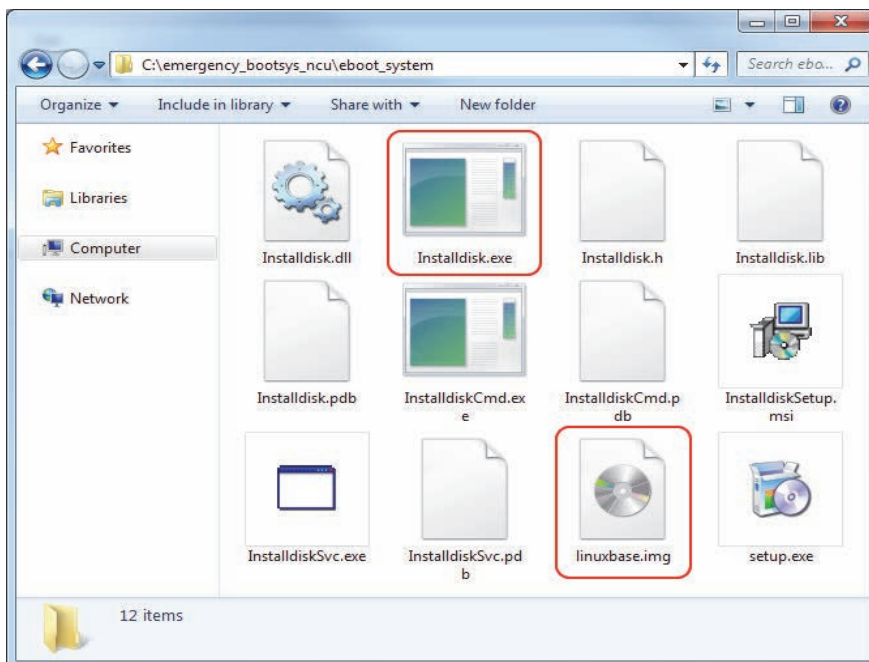 C:\emergency_bootsys_ncu\eboot_system
Search ebo...
Organize
Include in library
Share with
New folder
Favorites
Libraries
Computer
Network
Installdisk.dll
Installdisk.exe
Installdisk.h
Installdisk.lib
Installdisk.pdb
InstalldiskCmd.ex
e
InstalldiskCmd.p
db
InstalldiskSetup.
msi
InstalldiskSvc.exe
InstalldiskSvc.pd
b
linuxbase.img
setup.exe
12 items